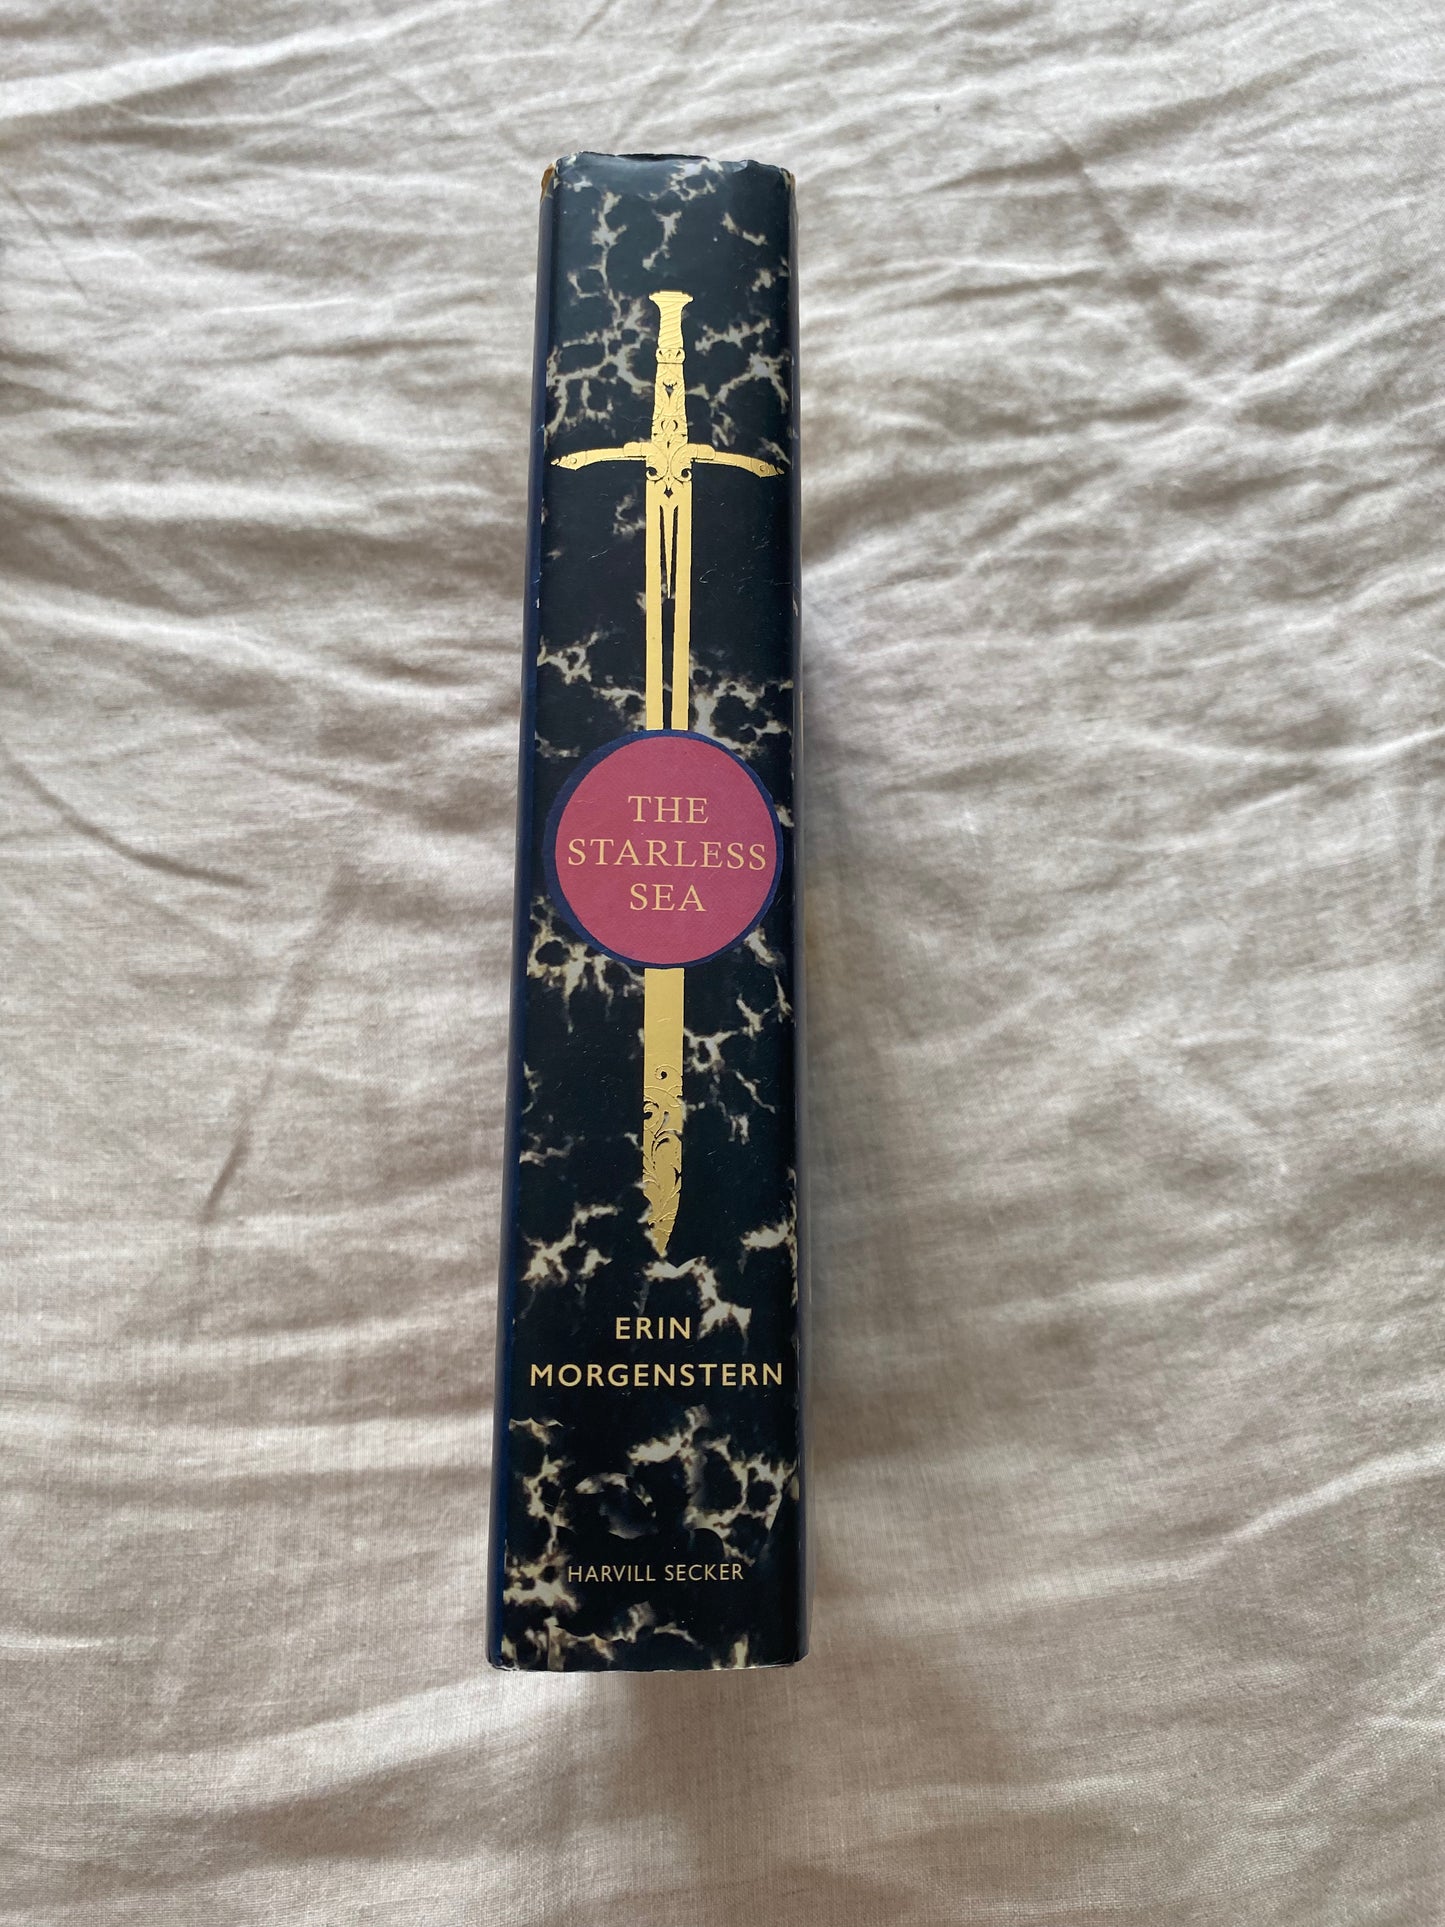 THE
STARLESS
SEA
ERIN
MORGENSTERN
HARVILL SECKER